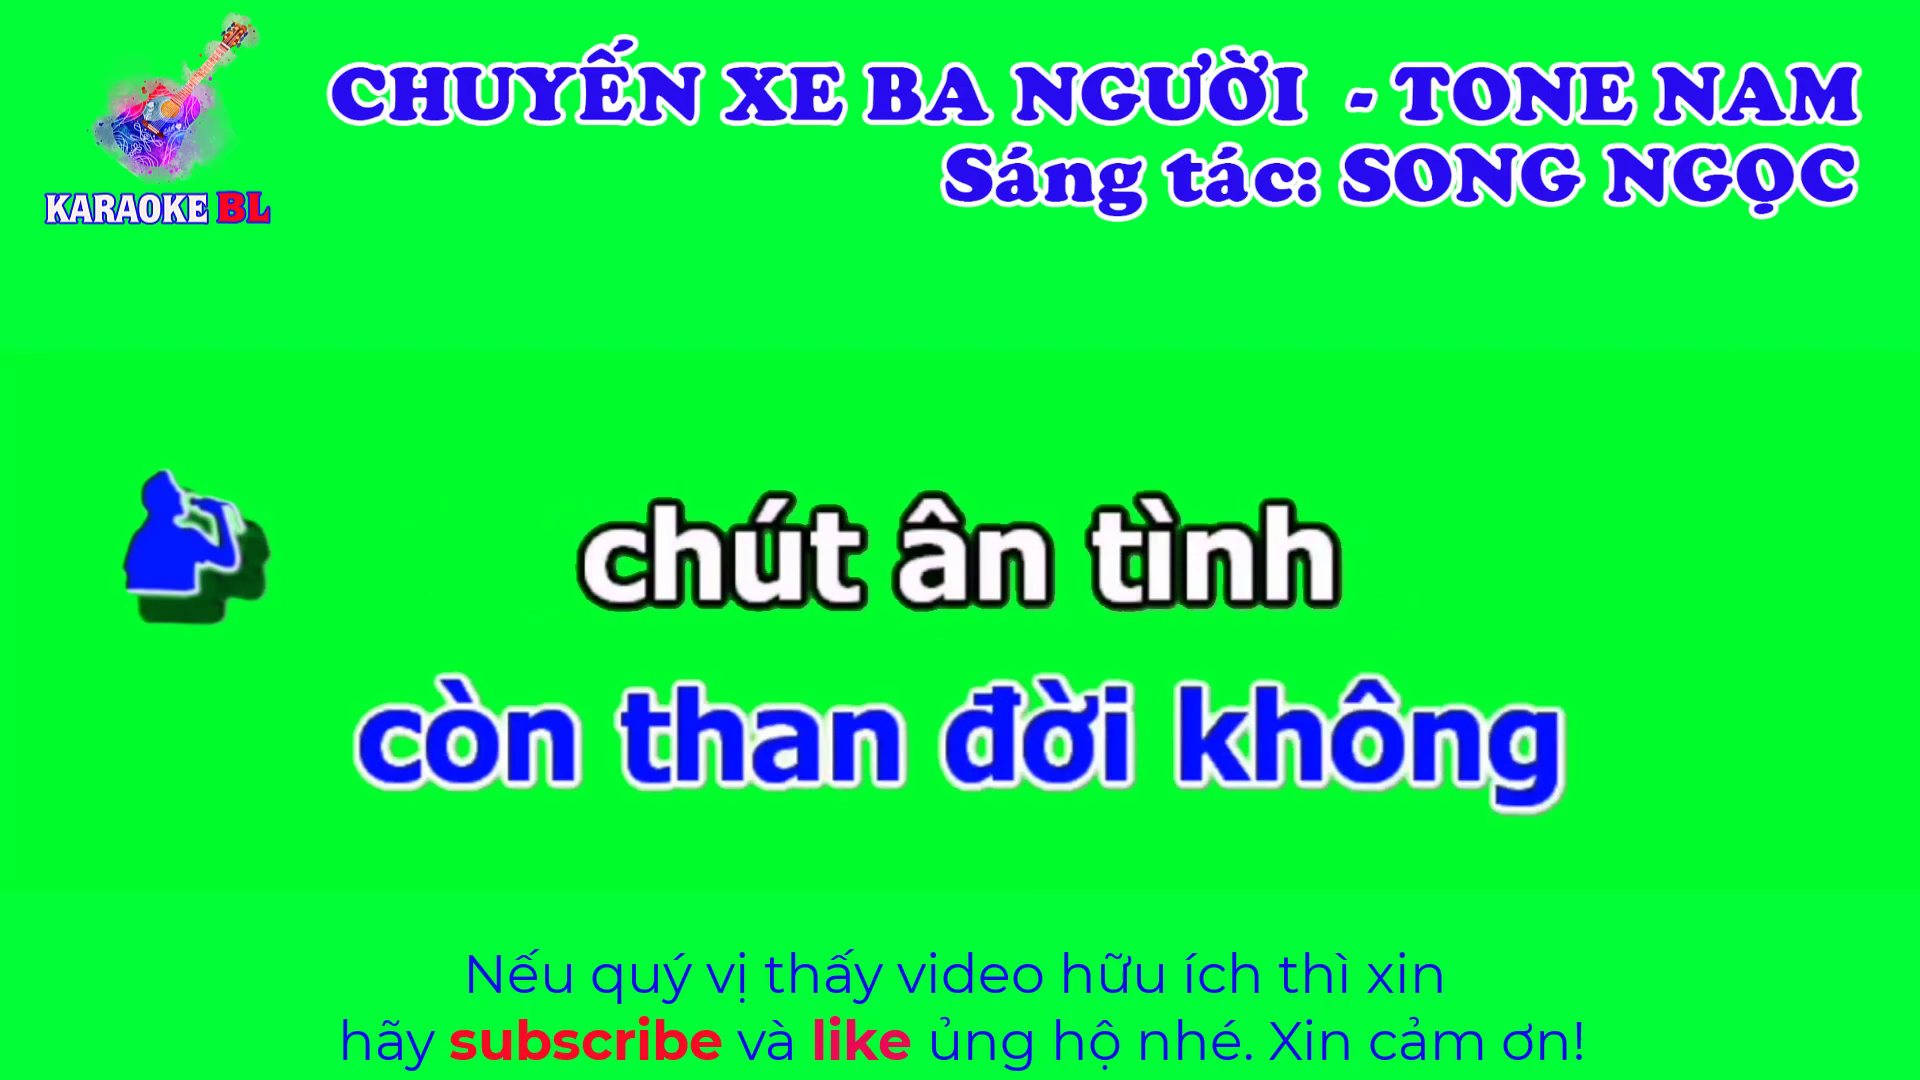 CHUYẾN XE BA NGƯỜI - TONE NAM
Sáng tác: SONG NGỌC
KARAOKE BL
chút ân tình
còn than đời không
Nếu quý vị thấy video hữu ích thì xin
hãy subscribe và like ủng hộ nhé. Xin cảm ơn!